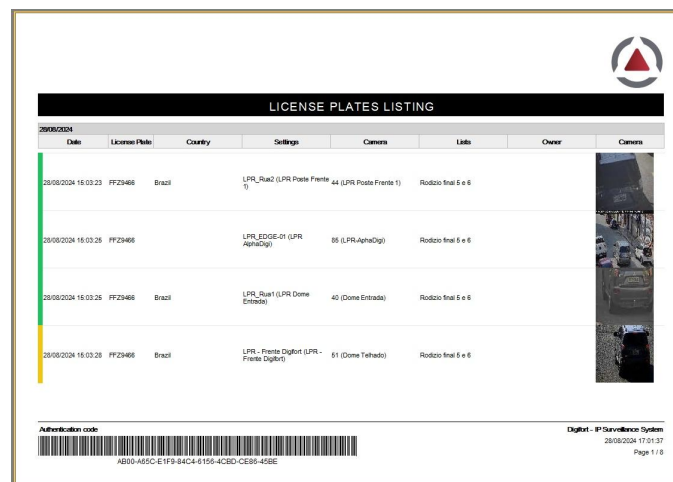 LICENSE PLATES LISTING
28/08/2024
Date License Plate Country Settings Camera Lists Owner Camera
28/08/2024 15:03:23 FFZ9466 Brazil LPR_Rua2 (LPR Poste Frente 1) 44 (LPR Poste Frente 1) Rodizio final 5 e 6
28/08/2024 15:03:25 FFZ9466 LPR_EDGE-01 (LPR AlphaDigi) 85 (LPR-AphaDigi) Rodizio final 5 e 6
28/08/2024 15:03:25 FFZ9466 Brazil LPR_Rua1 (LPR Dome Entrada) 40 (Dome Entrada) Rodizio final 5 e 6
28/08/2024 15:03:28 FFZ9466 Brazil LPR - Frente Digifort (LPR - Frente Digifort) 51 (Dome Telhado) Rodizio final 5 e 6
Authentication code
AB00-A65C-E1F9-84C4-6156-4CBD-CE86-45BE
Digifort - IP Surveillance System
28/08/2024 17:01:37
Page 1 / 8